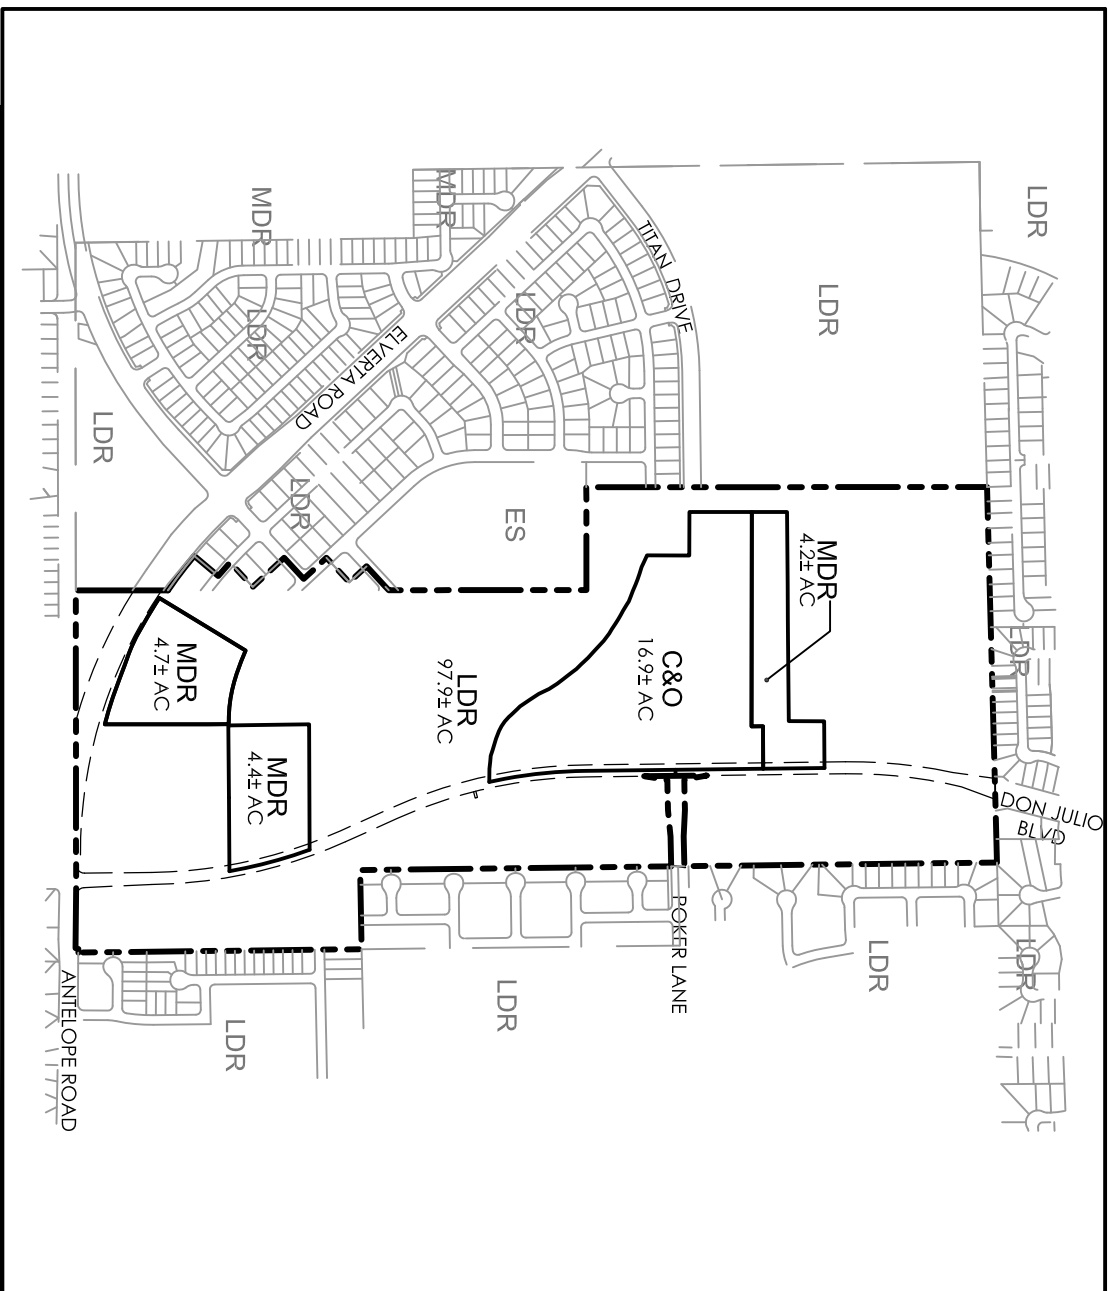 LDR
MDR
MDR
LDR
TITAN DRIVE
LDR
LDR
ELVERTA ROAD
LDR
LDR
LDR
ES
MDR
4.2± AC
C&O
16.9± AC
LDR
97.9± AC
MDR
4.7± AC
MDR
4.4± AC
LDR
DON JULIO
BLVD
POKER LANE
LDR
LDR
LDR
LDR
ANTELOPE ROAD